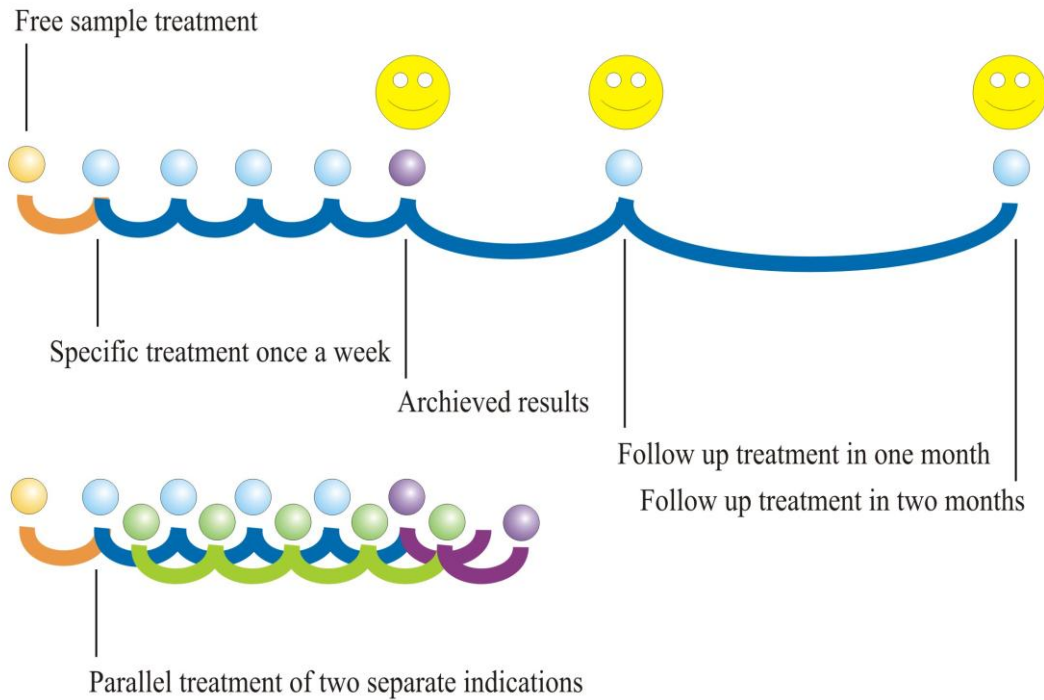 Free sample treatment
Specific treatment once a week
Archieved results
Follow up treatment in one month
Follow up treatment in two months
Parallel treatment of two separate indications